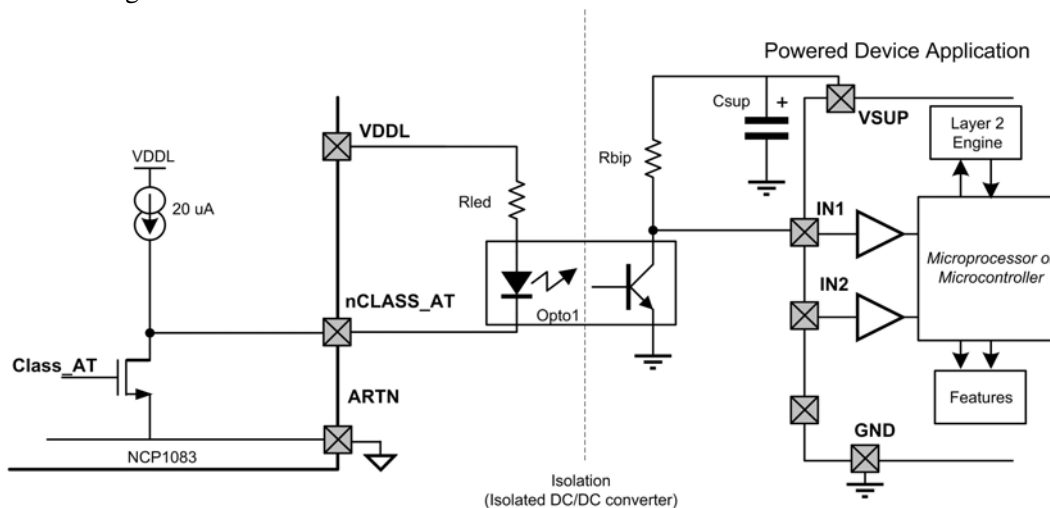 Powered Device Application
VDDL
VDDL
20 uA
Rled
Csup
+
VSUP
Rbip
Layer 2
Engine
IN1
IN2
Microprocessor o
Microcontroller
nCLASS_AT
Opto1
Class_AT
ARTN
NCP1083
Features
GND
Isolation
(Isolated DC/DC converter)